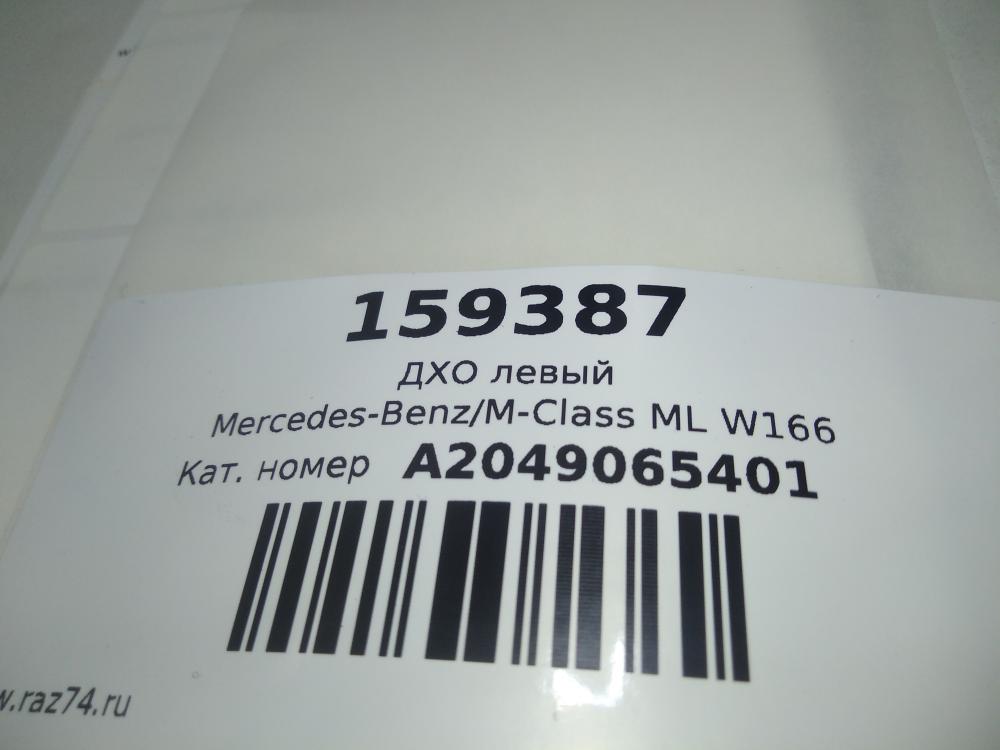 159387
ДХО левый
Mercedes-Benz/M-Class ML W166
Кат. номер A2049065401
w.raz74.ru